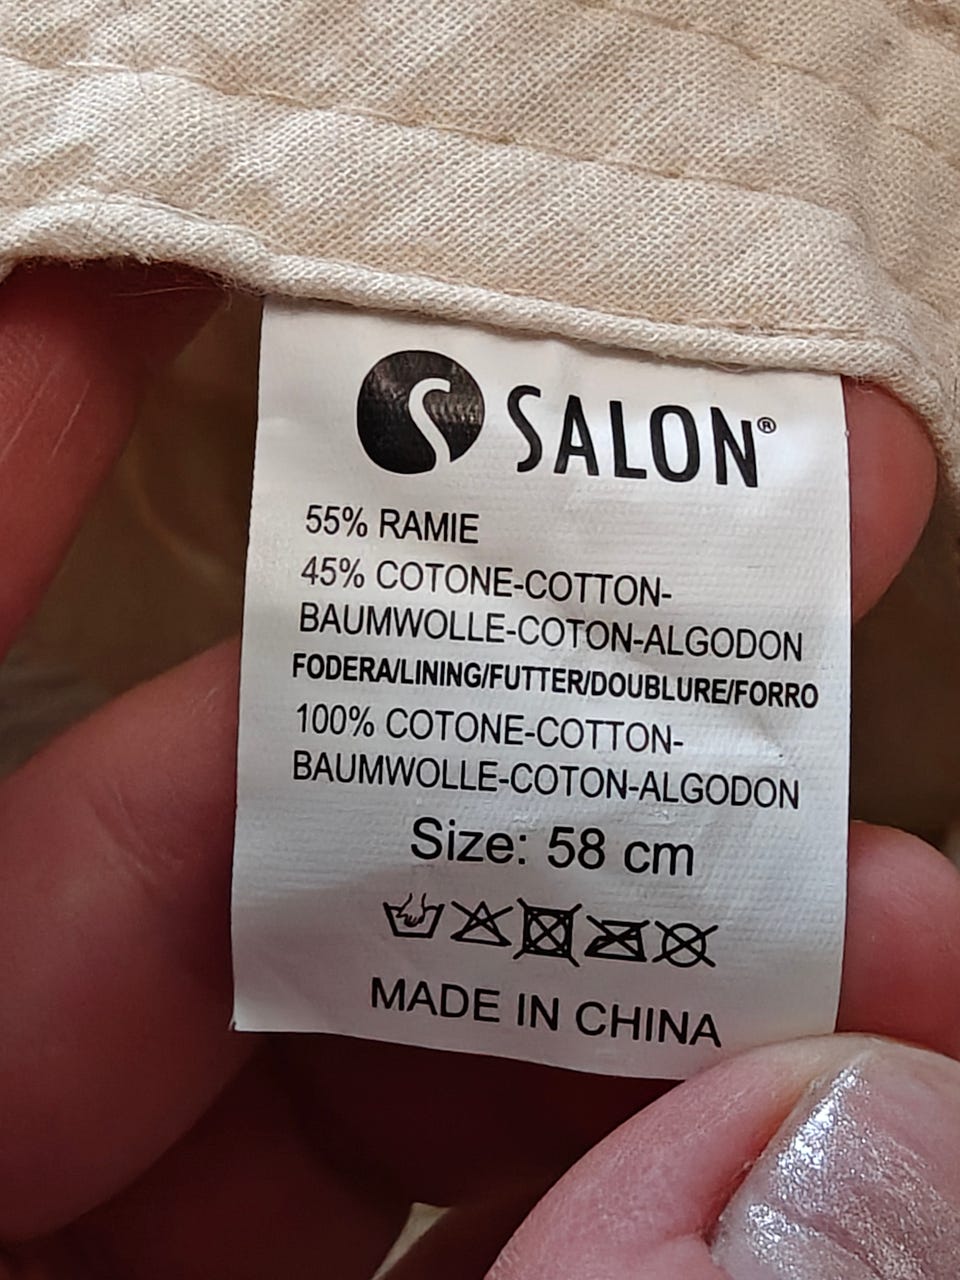 SALON®
55% RAMIE
45% COTONE-COTTON-
BAUMWOLLE-COTON-ALGODON
FODERA/LINING/FUTTER/DOUBLURE/FORRO
100% COTONE-COTTON-
BAUMWOLLE-COTON-ALGODON
Size: 58 cm
MADE IN CHINA